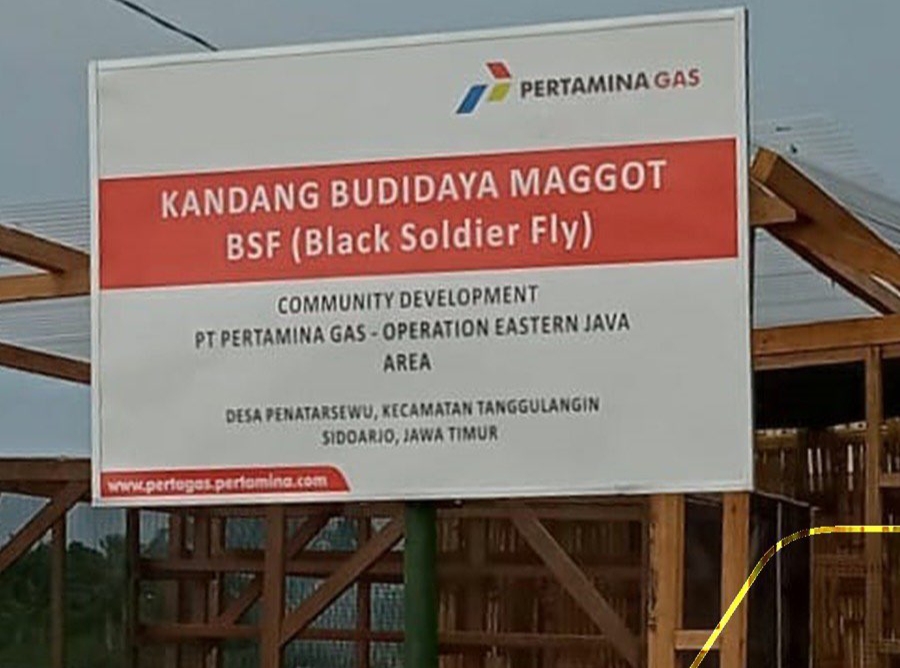 PERTAMINA GAS
KANDANG BUDIDAYA MAGGOT
BSF (Black Soldier Fly)
COMMUNITY DEVELOPMENT
PT PERTAMINA GAS - OPERATION EASTERN JAVA
AREA
DESA PENATARSEWU, KECAMATAN TANGGULANGIN
SIDOARJO, JAWA TIMUR
www.pertagas.pertamina.com